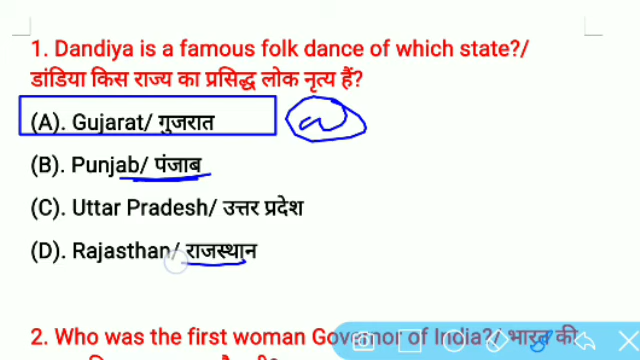 1. Dandiya is a famous folk dance of which state?/
डांडिया किस राज्य का प्रसिद्ध लोक नृत्य हैं?
(A). Gujarat/ गुजरात
(B). Punjab/ पंजाब
(C). Uttar Pradesh/ उत्तर प्रदेश
(D). Rajasthan/ राजस्थान
2. Who was the first woman Governor of India?/ भारत की